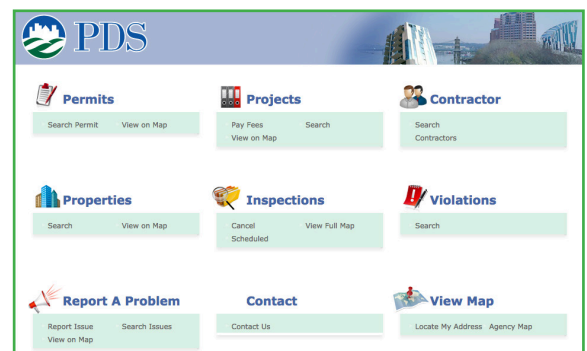 PDS
Permits
Projects
Contractor
Search Permit View on Map
Pay Fees Search
View on Map
Search
Contractors
Properties
Inspections
Violations
Search View on Map
Cancel View Full Map
Scheduled
Search
Report A Problem
Contact
View Map
Report Issue Search Issues
View on Map
Contact Us
Locate My Address Agency Map